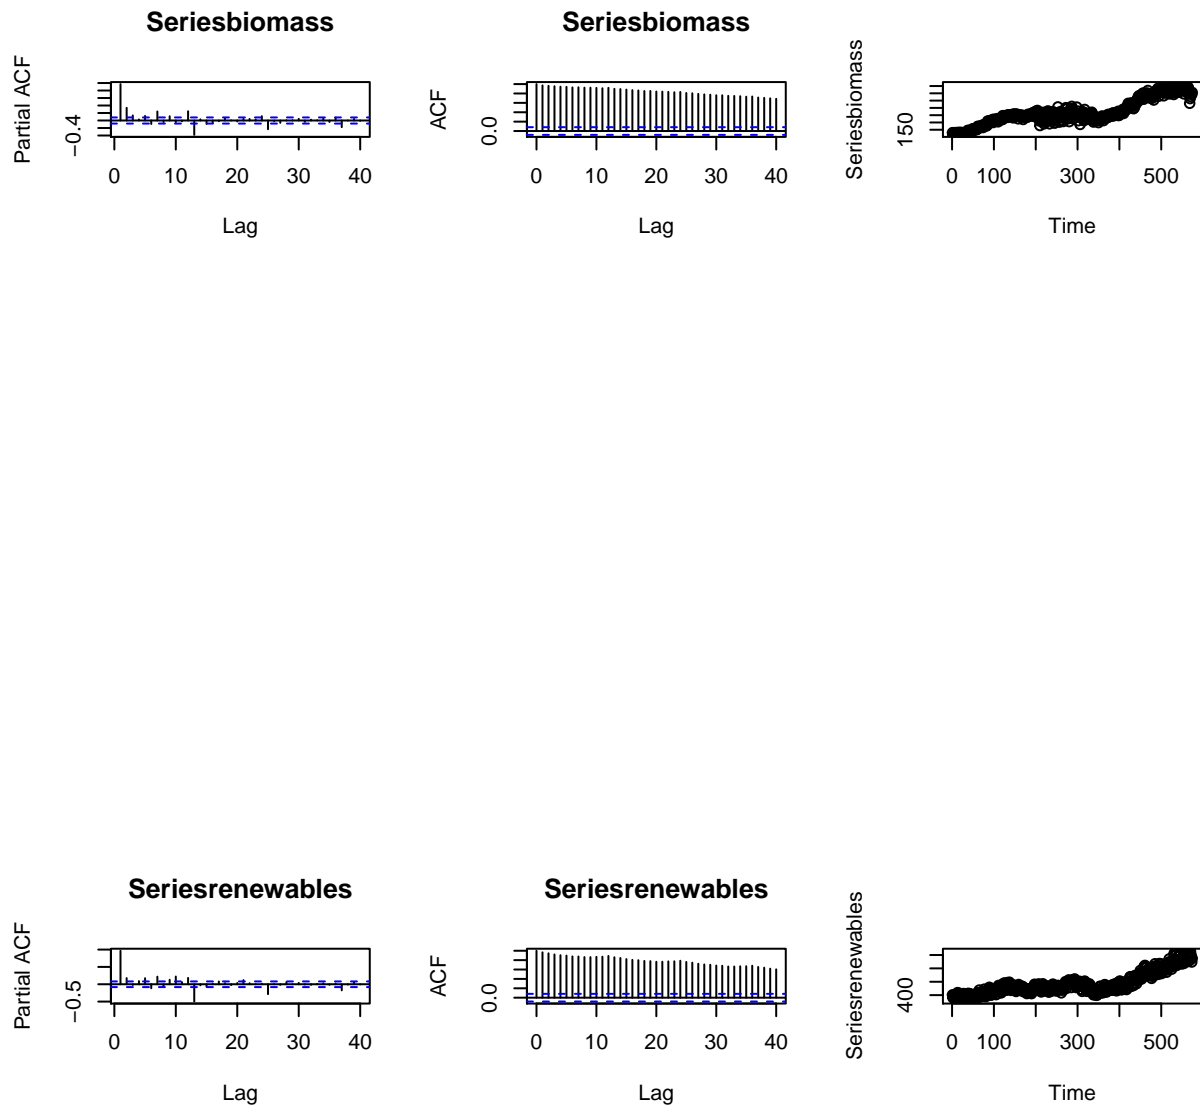 Seriesbiomass
Partial ACF
−0.4
0 10 20 30 40
Lag
Seriesbiomass
ACF
0.0
0 10 20 30 40
Lag
Seriesbiomass
150
0 100 300 500
Time
Seriesrenewables
Partial ACF
−0.5
0 10 20 30 40
Lag
Seriesrenewables
ACF
0.0
0 10 20 30 40
Lag
Seriesrenewables
400
0 100 300 500
Time